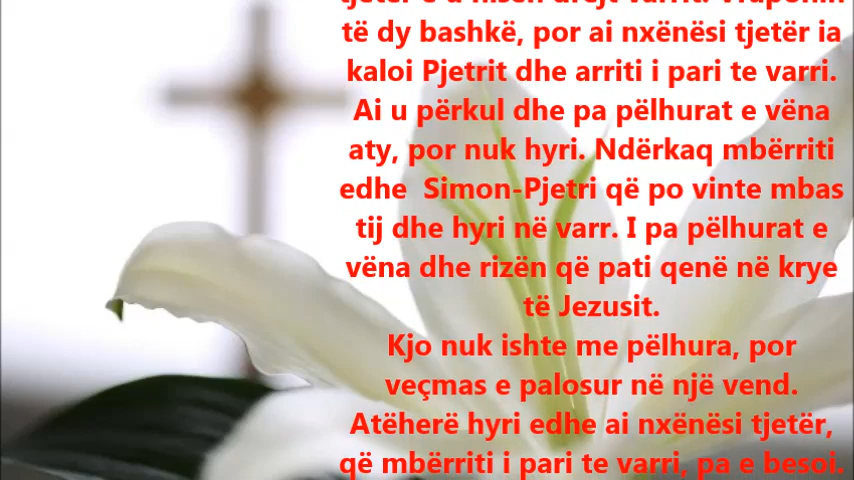 të dy bashkë, por ai nxënësi tjetër ia
kaloi Pjetrit dhe arriti i pari te varri.
Ai u përkul dhe pa pëlhurat e vëna
aty, por nuk hyri. Ndërkaq mbërriti
edhe  Simon-Pjetri që po vinte mbas
tij dhe hyri në varr. I pa pëlhurat e
vëna dhe rizën që pati qenë në krye
të Jezusit.
Kjo nuk ishte me pëlhura, por
veçmas e palosur në një vend.
Atëherë hyri edhe ai nxënësi tjetër,
që mbërriti i pari te varri, pa e besoi.